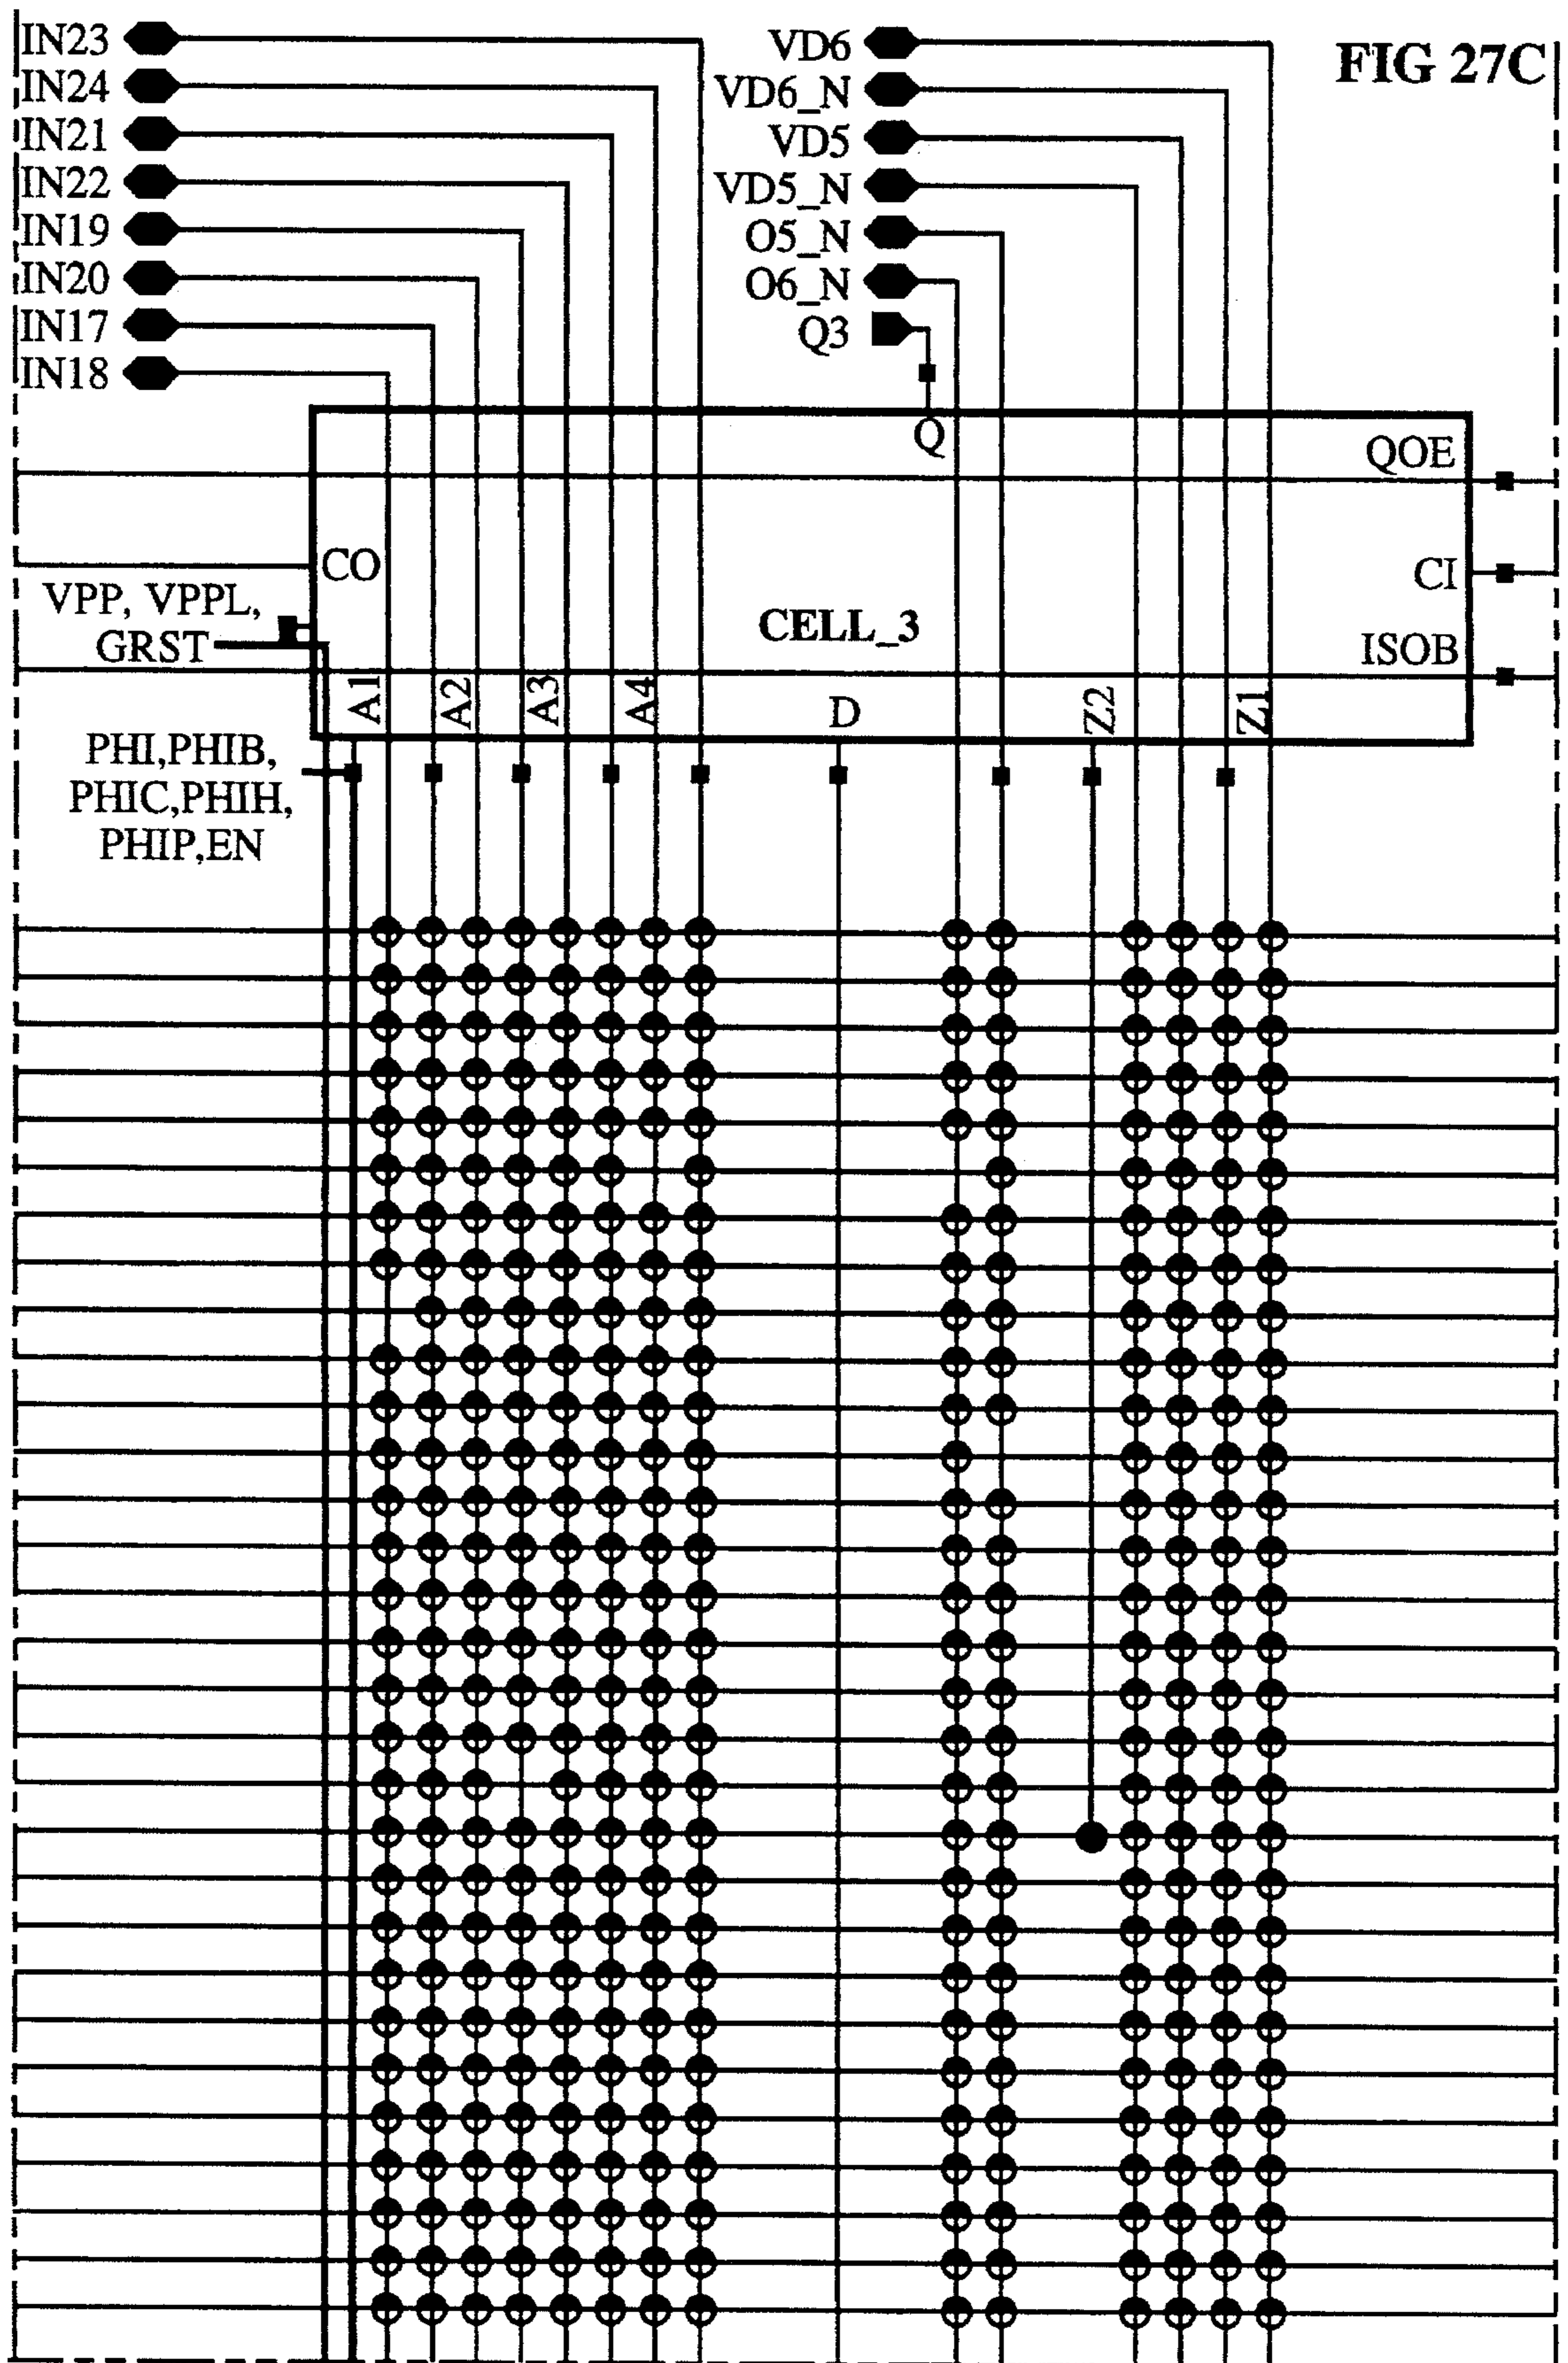 IN23
IN24
IN21
IN22
IN19
IN20
IN17
IN18
VD6
VD6_N
VD5
VD5_N
O5_N
O6_N
Q3
FIG 27C
Q
QOE
CO
CI
VPP, VPPL,
GRST
CELL_3
ISOB
A1
A2
A3
A4
D
Z2
Z1
PHI,PHIB,
PHIC,PHIH,
PHIP,EN